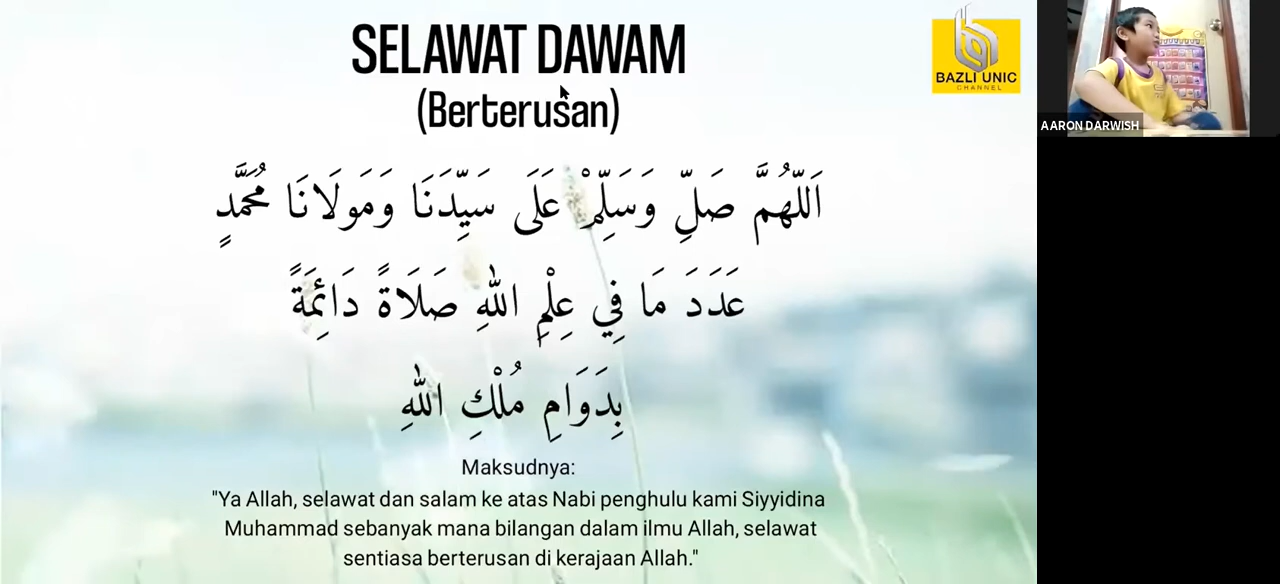 SELAWAT DAWAM
(Berterusan)
اَللّهُمَّ صَلِّ وَسَلِّمْ عَلَى سَيِّدَنَا وَمَولَانَا مُحَمَّدٍ
عَدَدَ مَا فِي عِلْمِ اللهِ صَلَاةً دَائِمَةً
بِدَوَامِ مُلْكِ اللهِ
Maksudnya:
"Ya Allah, selawat dan salam ke atas Nabi penghulu kami Siyyidina
Muhammad sebanyak mana bilangan dalam ilmu Allah, selawat
sentiasa berterusan di kerajaan Allah."
BAZLI UNIC
CHANNEL
AARON DARWISH